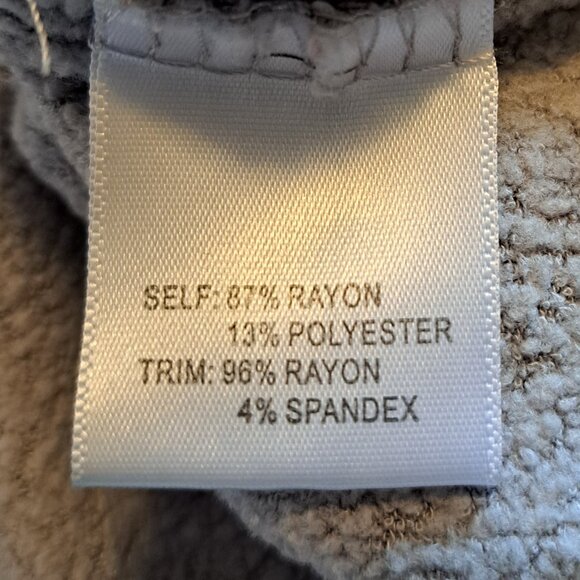 SELF: 87% RAYON
13% POLYESTER
TRIM: 96% RAYON
4% SPANDEX